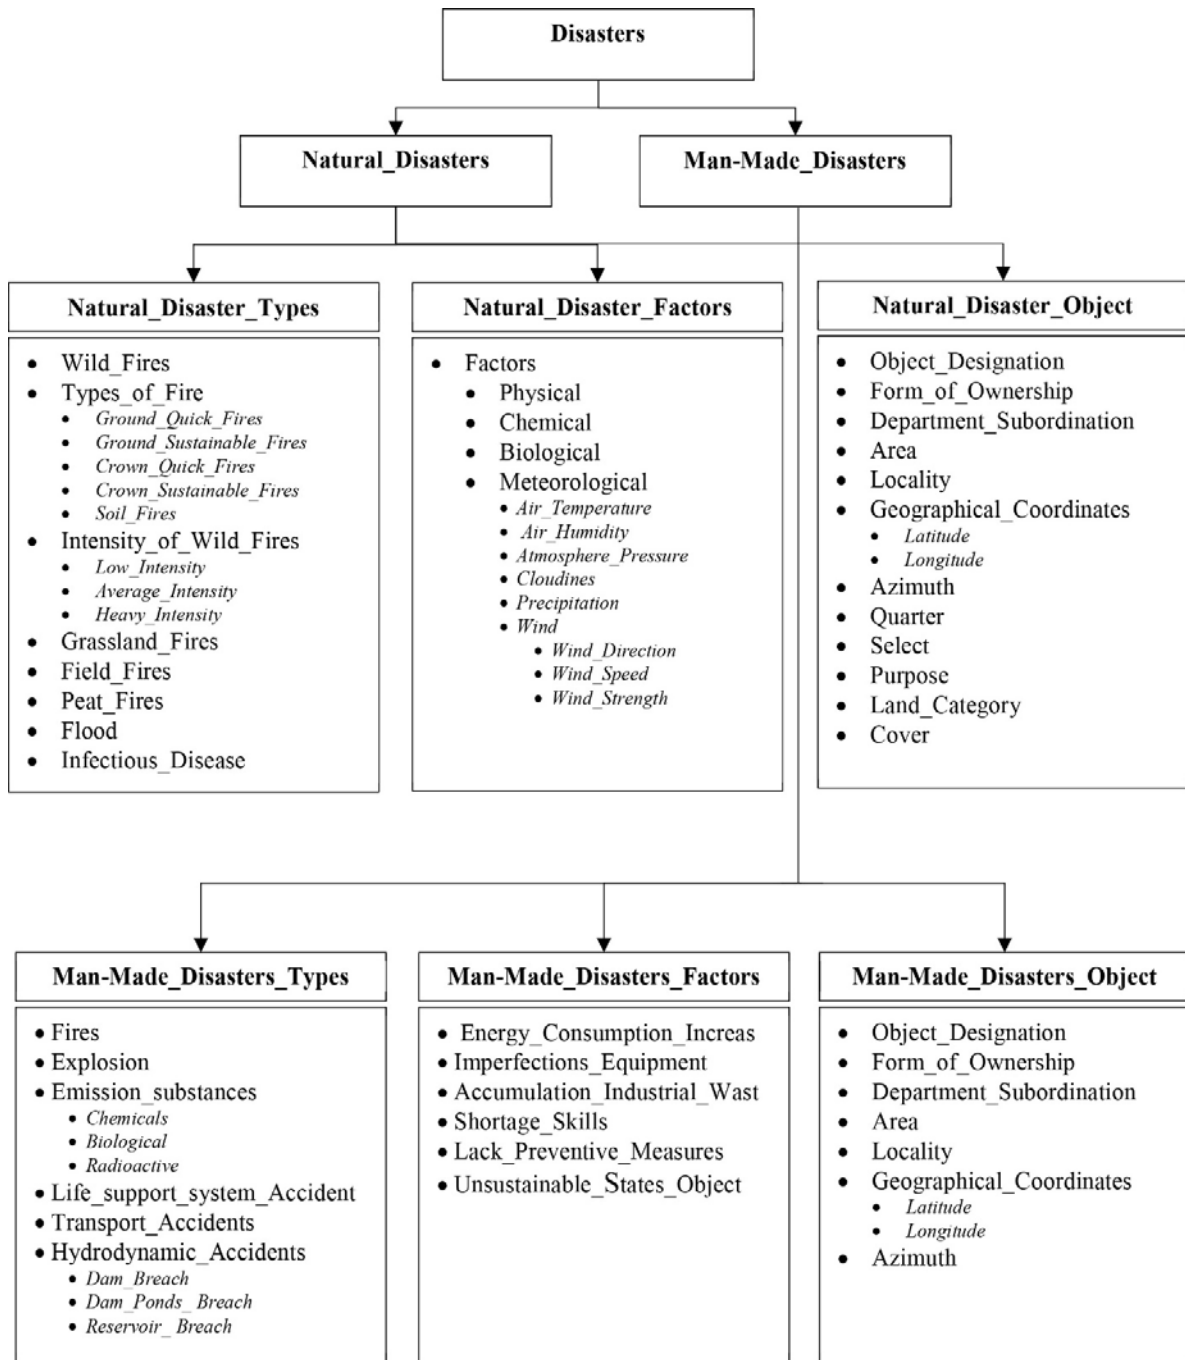 Disasters
Natural_Disasters
Man-Made_Disasters
Natural_Disaster_Types
• Wild_Fires
• Types_of_Fire
• Ground_Quick_Fires
• Ground_Sustainable_Fires
• Crown_Quick_Fires
• Crown_Sustainable_Fires
• Soil_Fires
• Intensity_of_Wild_Fires
• Low_Intensity
• Average_Intensity
• Heavy_Intensity
• Grassland_Fires
• Field_Fires
• Peat_Fires
• Flood
• Infectious_Disease
Natural_Disaster_Factors
• Factors
• Physical
• Chemical
• Biological
• Meteorological
• Air_Temperature
• Air_Humidity
• Atmosphere_Pressure
• Cloudines
• Precipitation
• Wind
• Wind_Direction
• Wind_Speed
• Wind_Strength
Natural_Disaster_Object
• Object_Designation
• Form_of_Ownership
• Department_Subordination
• Area
• Locality
• Geographical_Coordinates
• Latitude
• Longitude
• Azimuth
• Quarter
• Select
• Purpose
• Land_Category
• Cover
Man-Made_Disasters_Types
• Fires
• Explosion
• Emission_substances
• Chemicals
• Biological
• Radioactive
• Life_support_system_Accident
• Transport_Accidents
• Hydrodynamic_Accidents
• Dam_Breach
• Dam_Ponds_ Breach
• Reservoir_ Breach
Man-Made_Disasters_Factors
• Energy_Consumption_Increas
• Imperfections_Equipment
• Accumulation_Industrial_Wast
• Shortage_Skills
• Lack_Preventive_Measures
• Unsustainable_States_Object
Man-Made_Disasters_Object
• Object_Designation
• Form_of_Ownership
• Department_Subordination
• Area
• Locality
• Geographical_Coordinates
• Latitude
• Longitude
• Azimuth